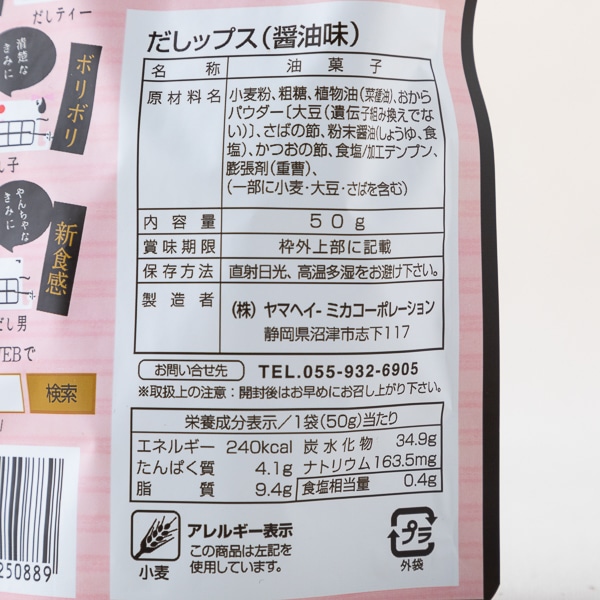 だしティー
清楚な
きみに
ボリボリ
し子
やんちゃな
きみに
新食感
だし男
WEBで
検索
250889
だしップス(醤油味)
名称 油菓子
原材料名 小麦粉、粗糖、植物油(菜種油)、おから
パウダー〔大豆(遺伝子組み換えでな
い)〕、さばの節、粉末醤油(しょうゆ、食
塩)、かつおの節、食塩/加工デンプン、
膨張剤(重曹)、
(一部に小麦・大豆・さばを含む)
内容量 50g
賞味期限 枠外上部に記載
保存方法 直射日光、高温多湿をお避け下さい。
製造者 (株) ヤマヘイ-ミカコーポレーション
静岡県沼津市志下117
お問い合せ先 TEL.055-932-6905
※取扱上の注意:開封後はお早めにお召し上がり下さい。
栄養成分表示/1袋(50g)当たり
エネルギー 240kcal 炭水化物 34.9g
たんぱく質 4.1g ナトリウム 163.5mg
脂質 9.4g 食塩相当量 0.4g
アレルギー表示
この商品は左記を
使用しています。
小麦
プラ
外袋